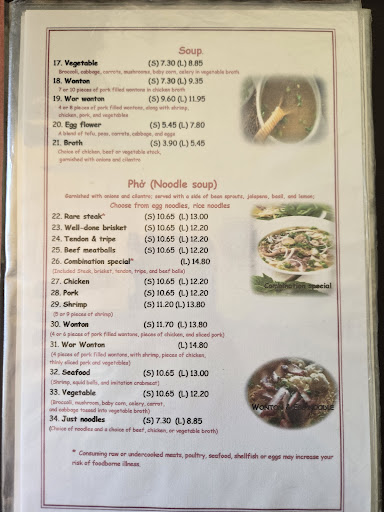 Soup
17. Vegetable (S) 7.30 (L) 8.85
Broccoli, cabbage, carrots, mushrooms, baby corn, celery in vegetable broth
18. Wonton (S) 7.30 (L) 9.35
7 or 10 pieces of pork filled wontons in chicken broth
19. Wor wonton (S) 9.60 (L) 11.95
4 or 8 pieces of pork filled wontons, along with shrimp,
chicken, pork, and vegetables
20. Egg flower (S) 5.45 (L) 7.80
A blend of tofu, peas, carrots, cabbage, and eggs
21. Broth (S) 3.90 (L) 5.45
Choice of chicken, beef or vegetable stock,
garnished with onions and cilantro
Phở (Noodle soup)
Garnished with onions and cilantro; served with a side of bean sprouts, jalapeno, basil, and lemon;
Choose from egg noodles, rice noodles
22. Rare steak* (S) 10.65 (L) 13.00
23. Well-done brisket (S) 10.65 (L) 12.20
24. Tendon & tripe (S) 10.65 (L) 12.20
25. Beef meatballs (S) 10.65 (L) 12.20
26. Combination special* (L) 14.80
(Included Steak, brisket, tendon, tripe, and beef balls)
27. Chicken (S) 10.65 (L) 12.20
28. Pork (S) 10.65 (L) 12.20
29. Shrimp (S) 11.20 (L) 13.80
(5 or 8 pieces of shrimp)
30. Wonton (S) 11.70 (L) 13.80
(4 or 6 pieces of pork filled wontons, pieces of chicken, and sliced pork)
31. Wor Wonton (L) 14.80
(4 pieces of pork filled wontons, with shrimp, pieces of chicken,
thinly sliced pork and vegetables)
32. Seafood (S) 10.65 (L) 13.00
(Shrimp, squid balls, and imitation crabmeat)
33. Vegetable (S) 10.65 (L) 12.20
(Broccoli, mushroom, baby corn, celery, carrot,
and cabbage tossed into vegetable broth)
34. Just noodles (S) 7.30 (L) 8.85
(Choice of noodles and a choice of beef, chicken, or vegetable broth)
Combination special
* Consuming raw or undercooked meats, poultry, seafood, shellfish or eggs may increase your
risk of foodborne illness.